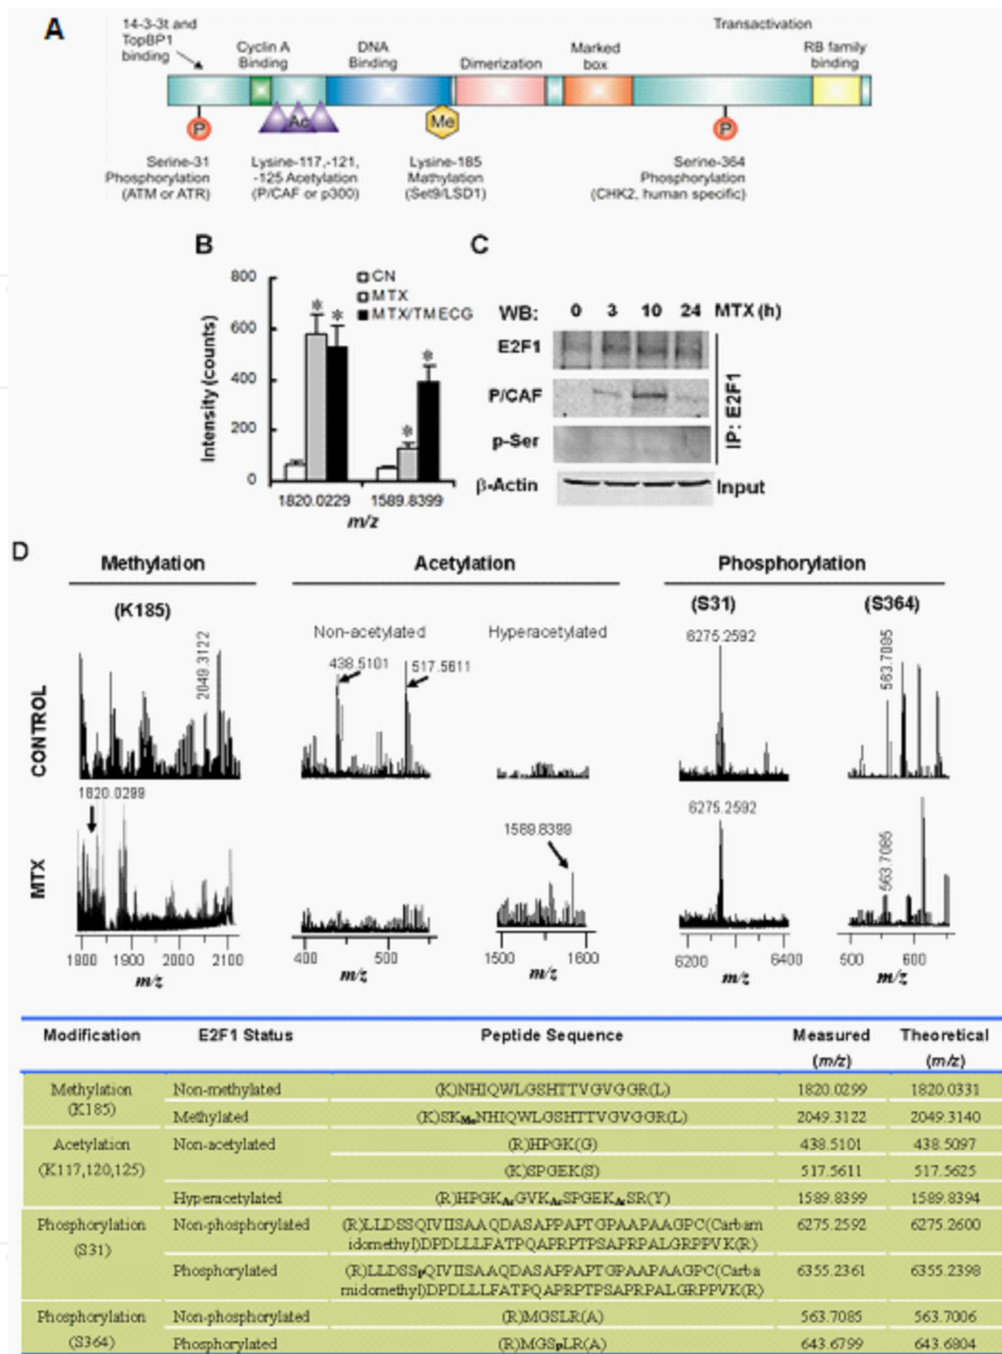 A
14-3-3t and
TopBP1
binding
Cyclin A
Binding
DNA
Binding
Dimerization
Marked
box
Transactivation
RB family
binding
P
Ac
Me
P
Serine-31
Phosphorylation
(ATM or ATR)
Lysine-117,-121,
-125 Acetylation
(P/CAF or p300)
Lysine-185
Mathylation
(Set9/LSD1)
Serine-364
Phosphorylation
(CHK2, human specific)
B
Intensity (counts)
800
600
400
200
0
CN
MTX
MTX/TMECG
* *
* *
1820.0229 1589.8399
m/z
C
WB: 0 3 10 24 MTX (h)
E2F1
P/CAF
p-Ser
β-Actin
IP: E2F1
Input
D
Methylation
Acetylation
Phosphorylation
(K185)
(S31)
(S364)
Non-acetylated
Hyperacetylated
CONTROL
2049.3122
438.5101
517.5611
6275.2592
563.7085
MTX
1820.0299
1589.8399
6275.2592
563.7085
1800 1900 2000 2100
m/z
400 500
m/z
1500 1800
m/z
6200 6400
m/z
500 600
m/z
Modification E2F1 Status Peptide Sequence Measured (m/z) Theoretical (m/z)
Methylation (K185) Non-methylated (K)NHIQWLGSHTTVGVGGR(L) 1820.0299 1820.0331
Methylated (K)SKMeNHIQWLGSHTTVGVGGR(L) 2049.3122 2049.3140
Acetylation (K117,120,125) Non-acetylated (R)HPGK(G) 438.5101 438.5097
(K)SPGEK(S) 517.5611 517.5625
Hyperacetylated (R)HPGKAcGVKAcSPGEKAcSR(Y) 1589.8399 1589.8394
Phosphorylation (S31) Non-phosphorylated (R)LLDSSQIVIISAAQDASAPPAPTGPAAPAAGPC(Carbam
idomethyl)DPDLLLFATPQAPRPTPSAPRPALGRPPVK(R) 6275.2592 6275.2600
Phosphorylated (R)LLDSSpQIVIISAAQDASAPPAPTGPAAPAAGPC(Carba
midomethyl)DPDLLLFATPQAPRPTPSAPRPALGRPPVK(R) 6355.2361 6355.2398
Phosphorylation (S364) Non-phosphorylated (R)MGSLR(A) 563.7085 563.7006
Phosphorylated (R)MGSpLR(A) 643.6799 643.6804